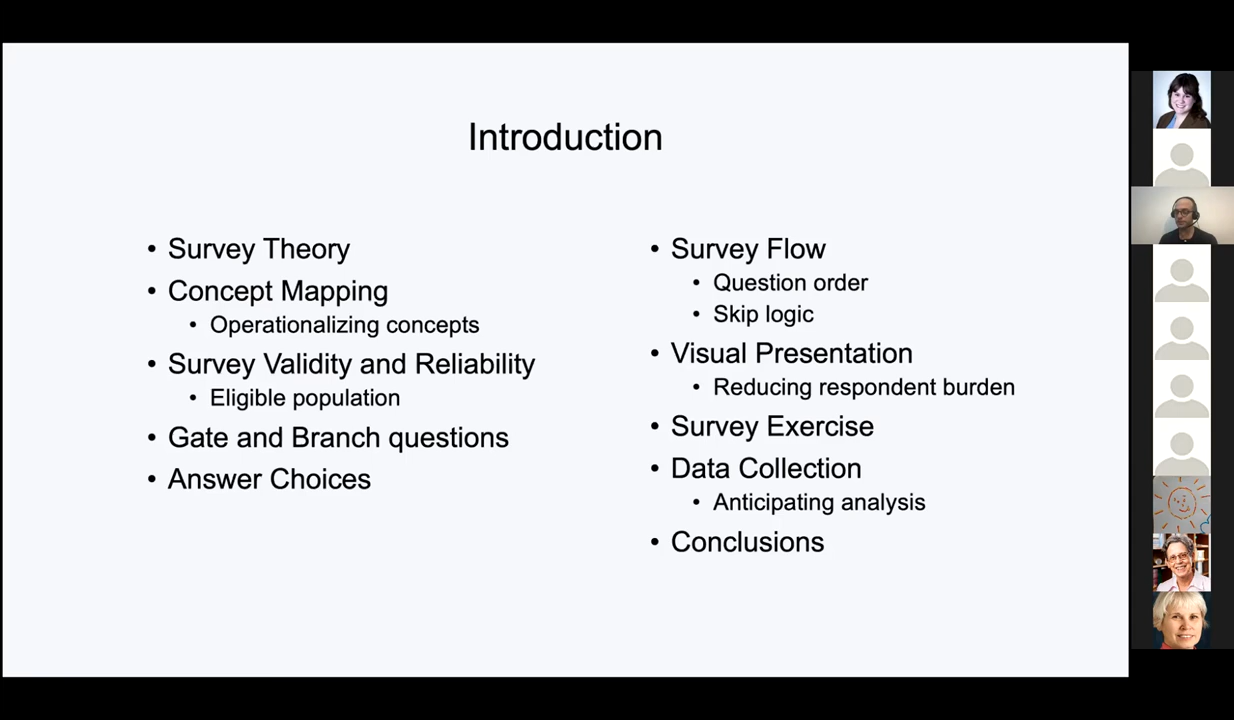 Introduction
• Survey Theory
• Concept Mapping
• Operationalizing concepts
• Survey Validity and Reliability
• Eligible population
• Gate and Branch questions
• Answer Choices
• Survey Flow
• Question order
• Skip logic
• Visual Presentation
• Reducing respondent burden
• Survey Exercise
• Data Collection
• Anticipating analysis
• Conclusions